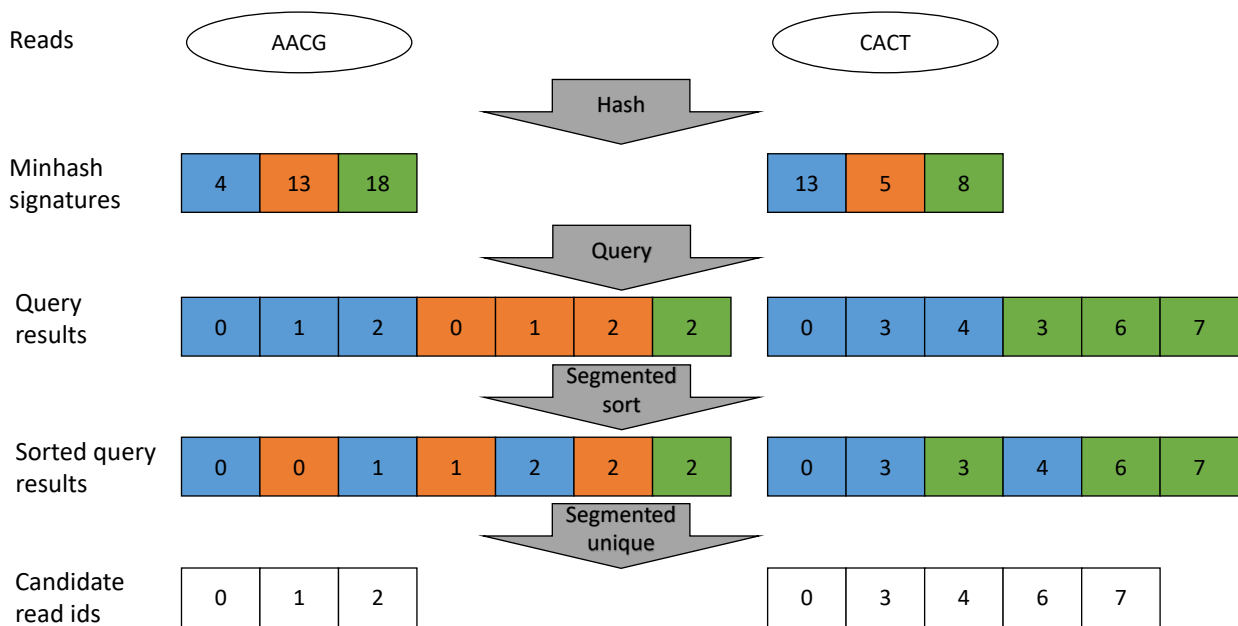 Reads AACG CACT
Hash
Minhash
signatures
4 13 18 13 5 8
Query
Query
results
0 1 2 0 1 2 2 0 3 4 3 6 7
Segmented
sort
Sorted query
results
0 0 1 1 2 2 2 0 3 3 4 6 7
Segmented
unique
Candidate
read ids
0 1 2 0 3 4 6 7